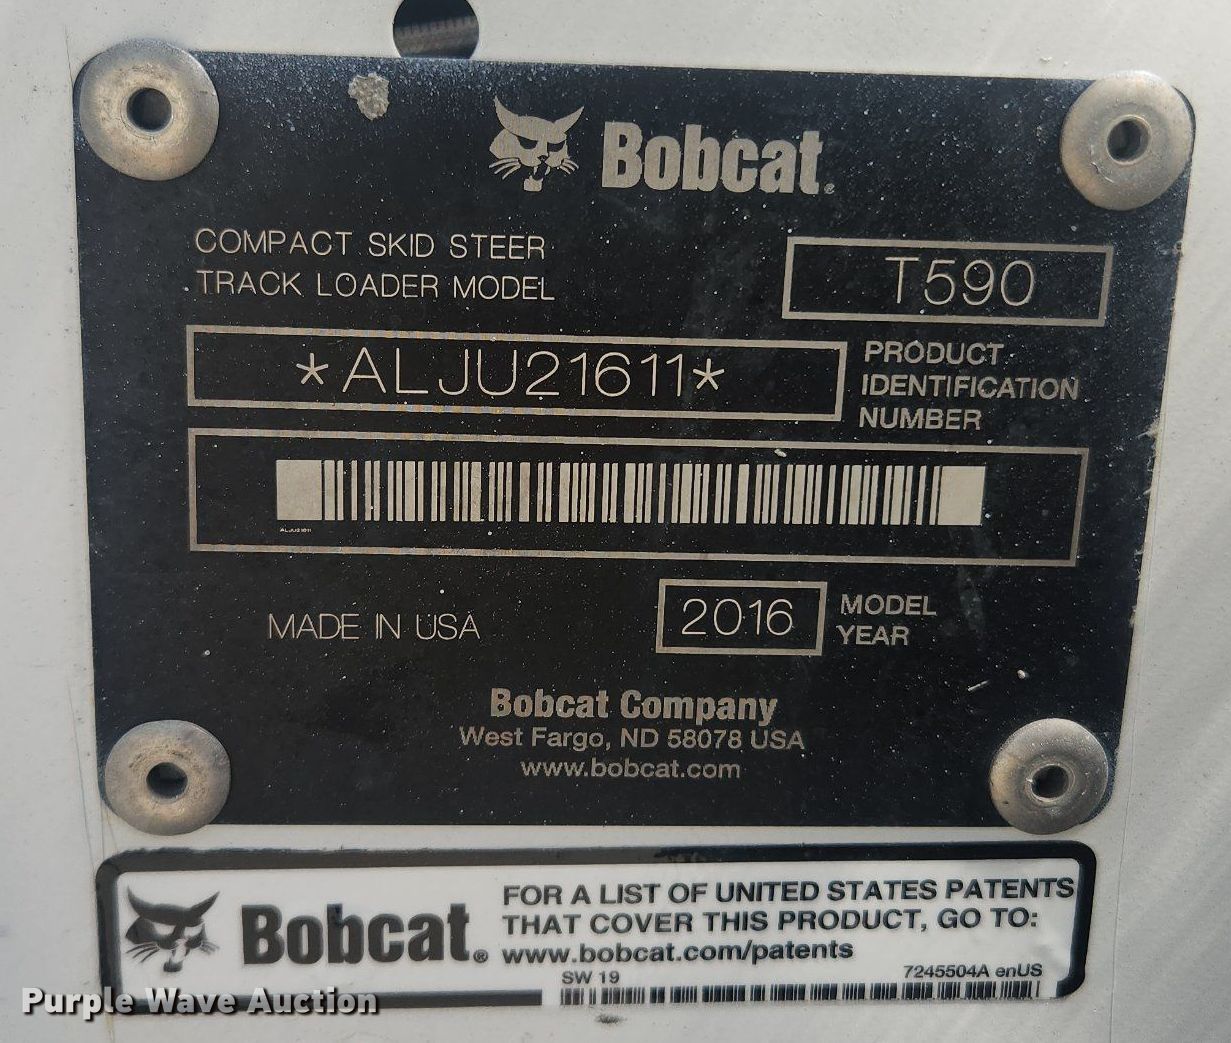 Bobcat®
COMPACT SKID STEER
TRACK LOADER MODEL
T590
*ALJU21611*
PRODUCT
IDENTIFICATION
NUMBER
ALJU21611
MADE IN USA
2016
MODEL
YEAR
Bobcat Company
West Fargo, ND 58078 USA
www.bobcat.com
Bobcat®
FOR A LIST OF UNITED STATES PATENTS
THAT COVER THIS PRODUCT, GO TO:
www.bobcat.com/patents
SW 19
7245504A enUS
Purple Wave Auction